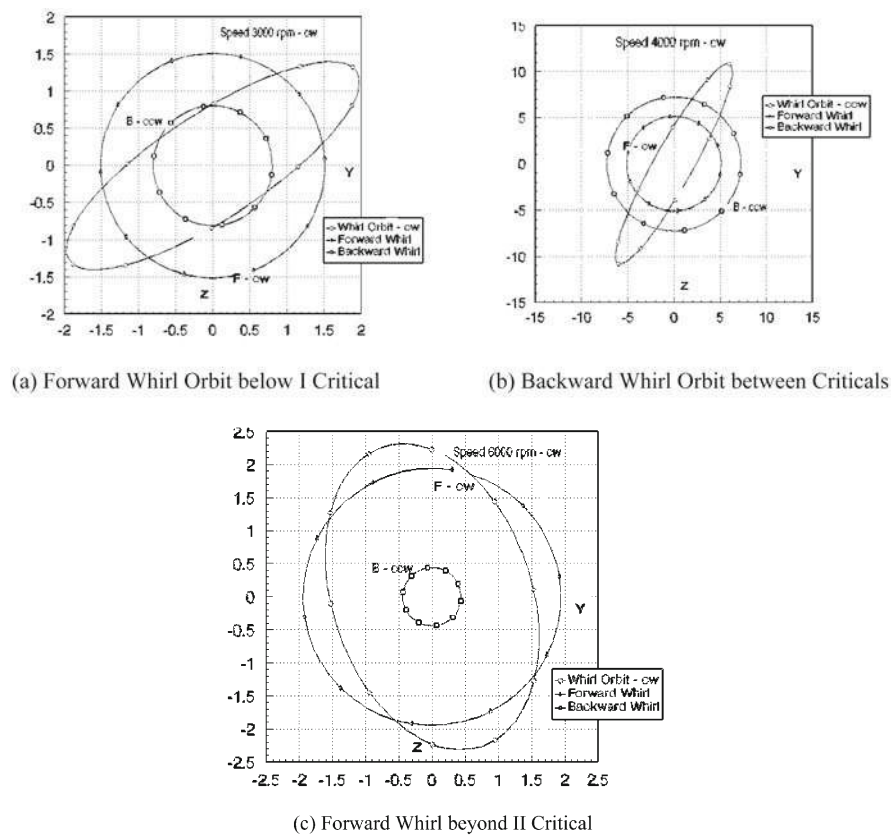 Speed 3000 rpm - cw
2
1.5
1
0.5
0
-0.5
-1
-1.5
-2
B - ccw
Y
Whirl Orbit - cw
Forward Whirl
Backward Whirl
F - cw
Z
-2 -1.5 -1 -0.5 0 0.5 1 1.5 2
(a) Forward Whirl Orbit below I Critical
Speed 4000 rpm - cw
15
10
5
0
-5
-10
-15
Whirl Orbit - ccw
Forward Whirl
Backward Whirl
F - cw
Y
B - ccw
Z
-15 -10 -5 0 5 10 15
(b) Backward Whirl Orbit between Criticals
2.5
2
1.5
1
0.5
0
-0.5
-1
-1.5
-2
-2.5
Speed 6000 rpm - cw
F - cw
B - ccw
Y
Whirl Orbit - cw
Forward Whirl
Backward Whirl
Z
-2.5 -2 -1.5 -1 -0.5 0 0.5 1 1.5 2 2.5
(c) Forward Whirl beyond II Critical